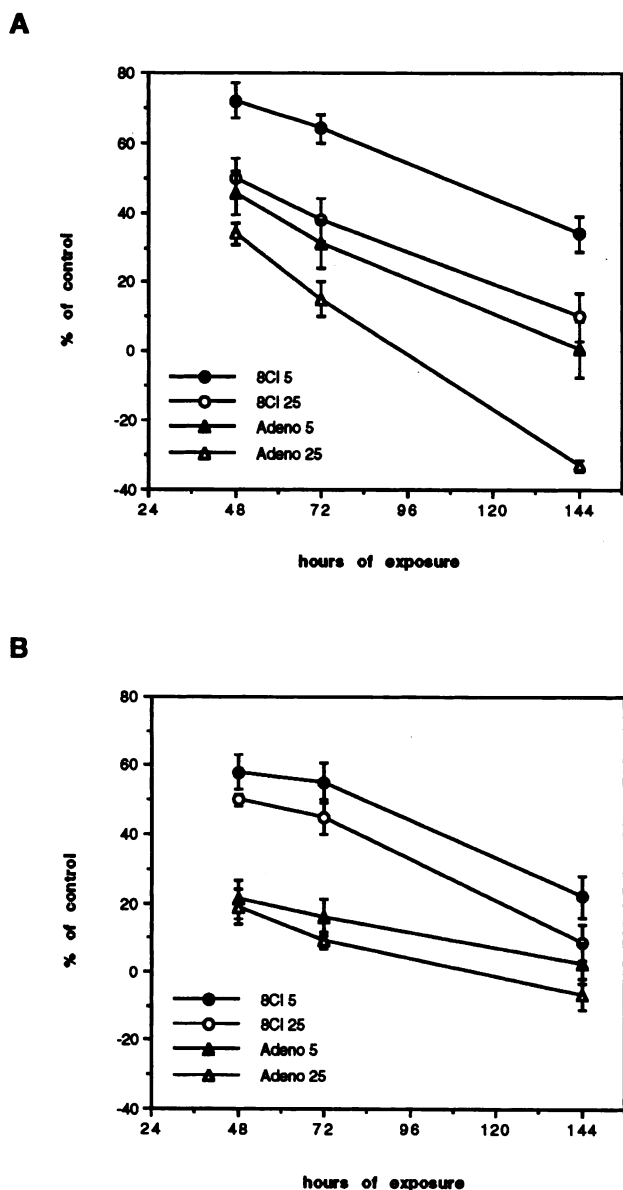 A
80
60
40
20
0
-20
-40
% of control
8Cl 5
8Cl 25
Adeno 5
Adeno 25
24 48 72 96 120 144
hours of exposure
B
80
60
40
20
0
-20
-40
% of control
8Cl 5
8Cl 25
Adeno 5
Adeno 25
24 48 72 96 120 144
hours of exposure